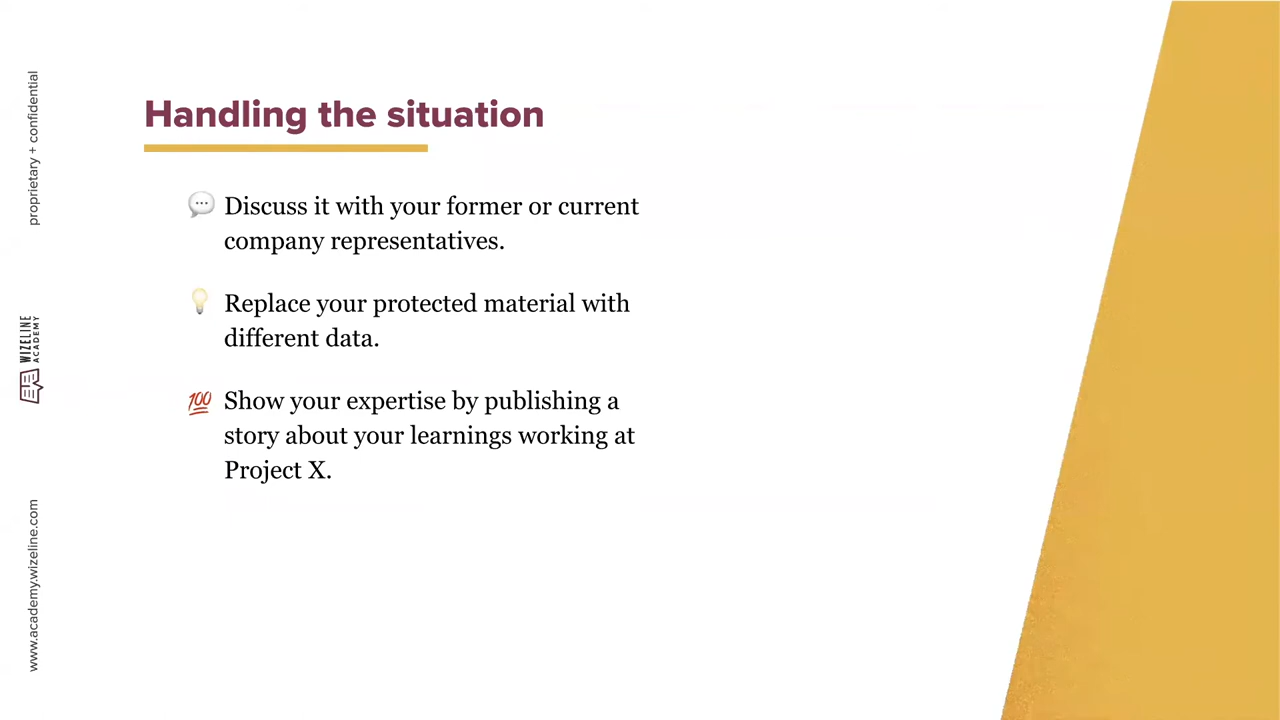 proprietary + confidential
WIZELINE
ACADEMY
www.academy.wizeline.com
Handling the situation
💬 Discuss it with your former or current
company representatives.
💡 Replace your protected material with
different data.
💯 Show your expertise by publishing a
story about your learnings working at
Project X.